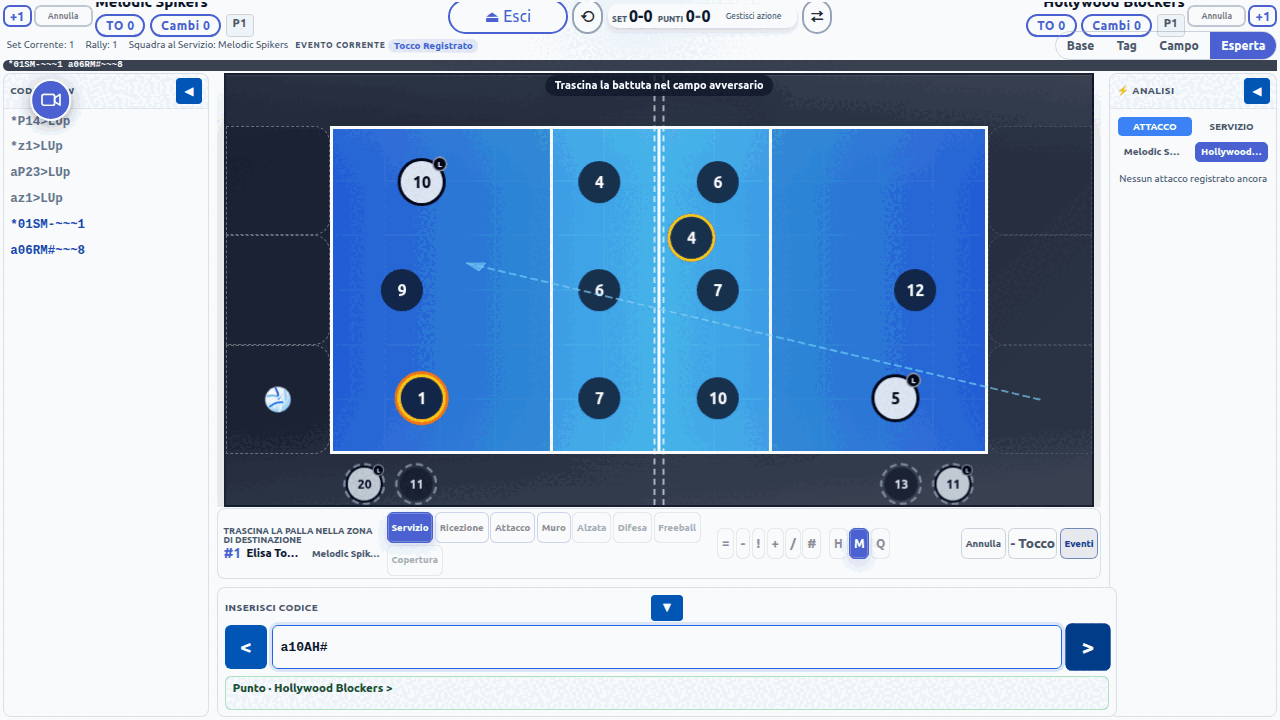 +1
Annulla
Melodic Spikers
TO 0
Cambi 0
P1
⏏ Esci
SET 0-0 PUNTI 0-0 Gestisci azione
Hollywood Blockers
TO 0
Cambi 0
P1
Annulla
+1
Set Corrente: 1 Rally: 1 Squadra al Servizio: Melodic Spikers EVENTO CORRENTE Tocco Registrato
Base Tag Campo Esperta
*01SM-~~~1 a06RM#~~~8
*P14>LUp
*z1>LUp
aP23>LUp
az1>LUp
*01SM-~~~1
a06RM#~~~8
Trascina la battuta nel campo avversario
10 L
4
6
4
9
6
7
12
1
7
10
5 L
20 L
11
13
11 L
⚡ ANALISI
ATTACCO SERVIZIO
Melodic S... Hollywood...
Nessun attacco registrato ancora
TRASCINA LA PALLA NELLA ZONA
DI DESTINAZIONE
#1 Elisa To... Melodic Spik...
Servizio Ricezione Attacco Muro Alzata Difesa Freeball
Copertura
= - ! + / # H M Q
Annulla - Tocco Eventi
INSERISCI CODICE
▼
<
a10AH#
>
Punto · Hollywood Blockers >